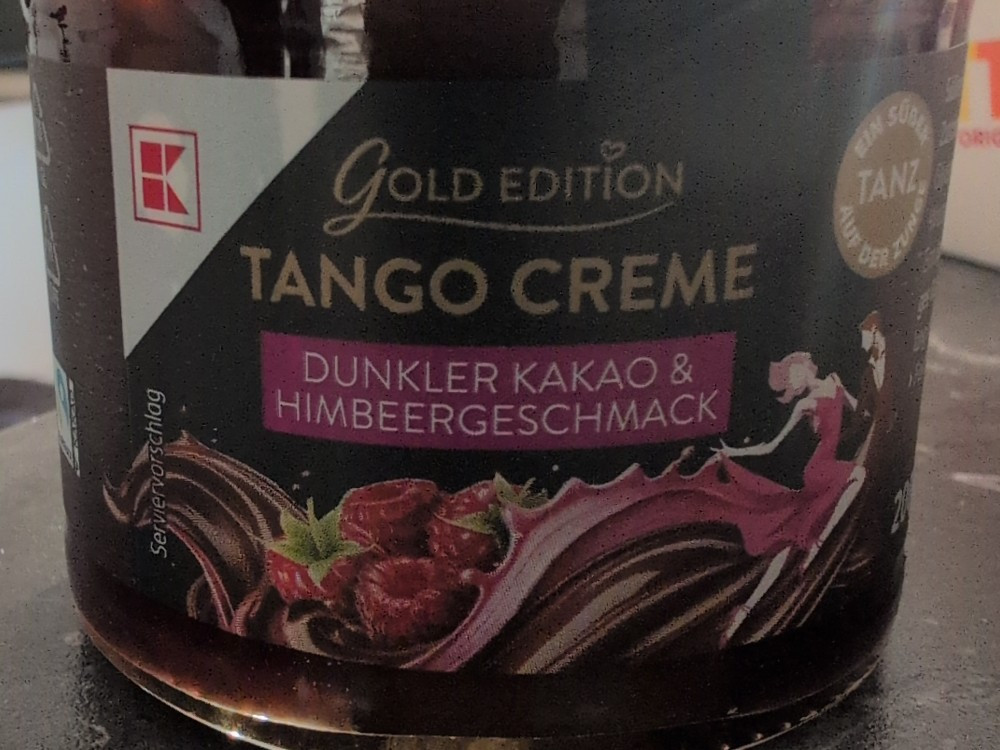 K
GOLD EDITION
TANGO CREME
DUNKLER KAKAO &
HIMBEERGESCHMACK
EIN SÜßER
TANZ
AUF DER ZUNGE
Serviervorschlag